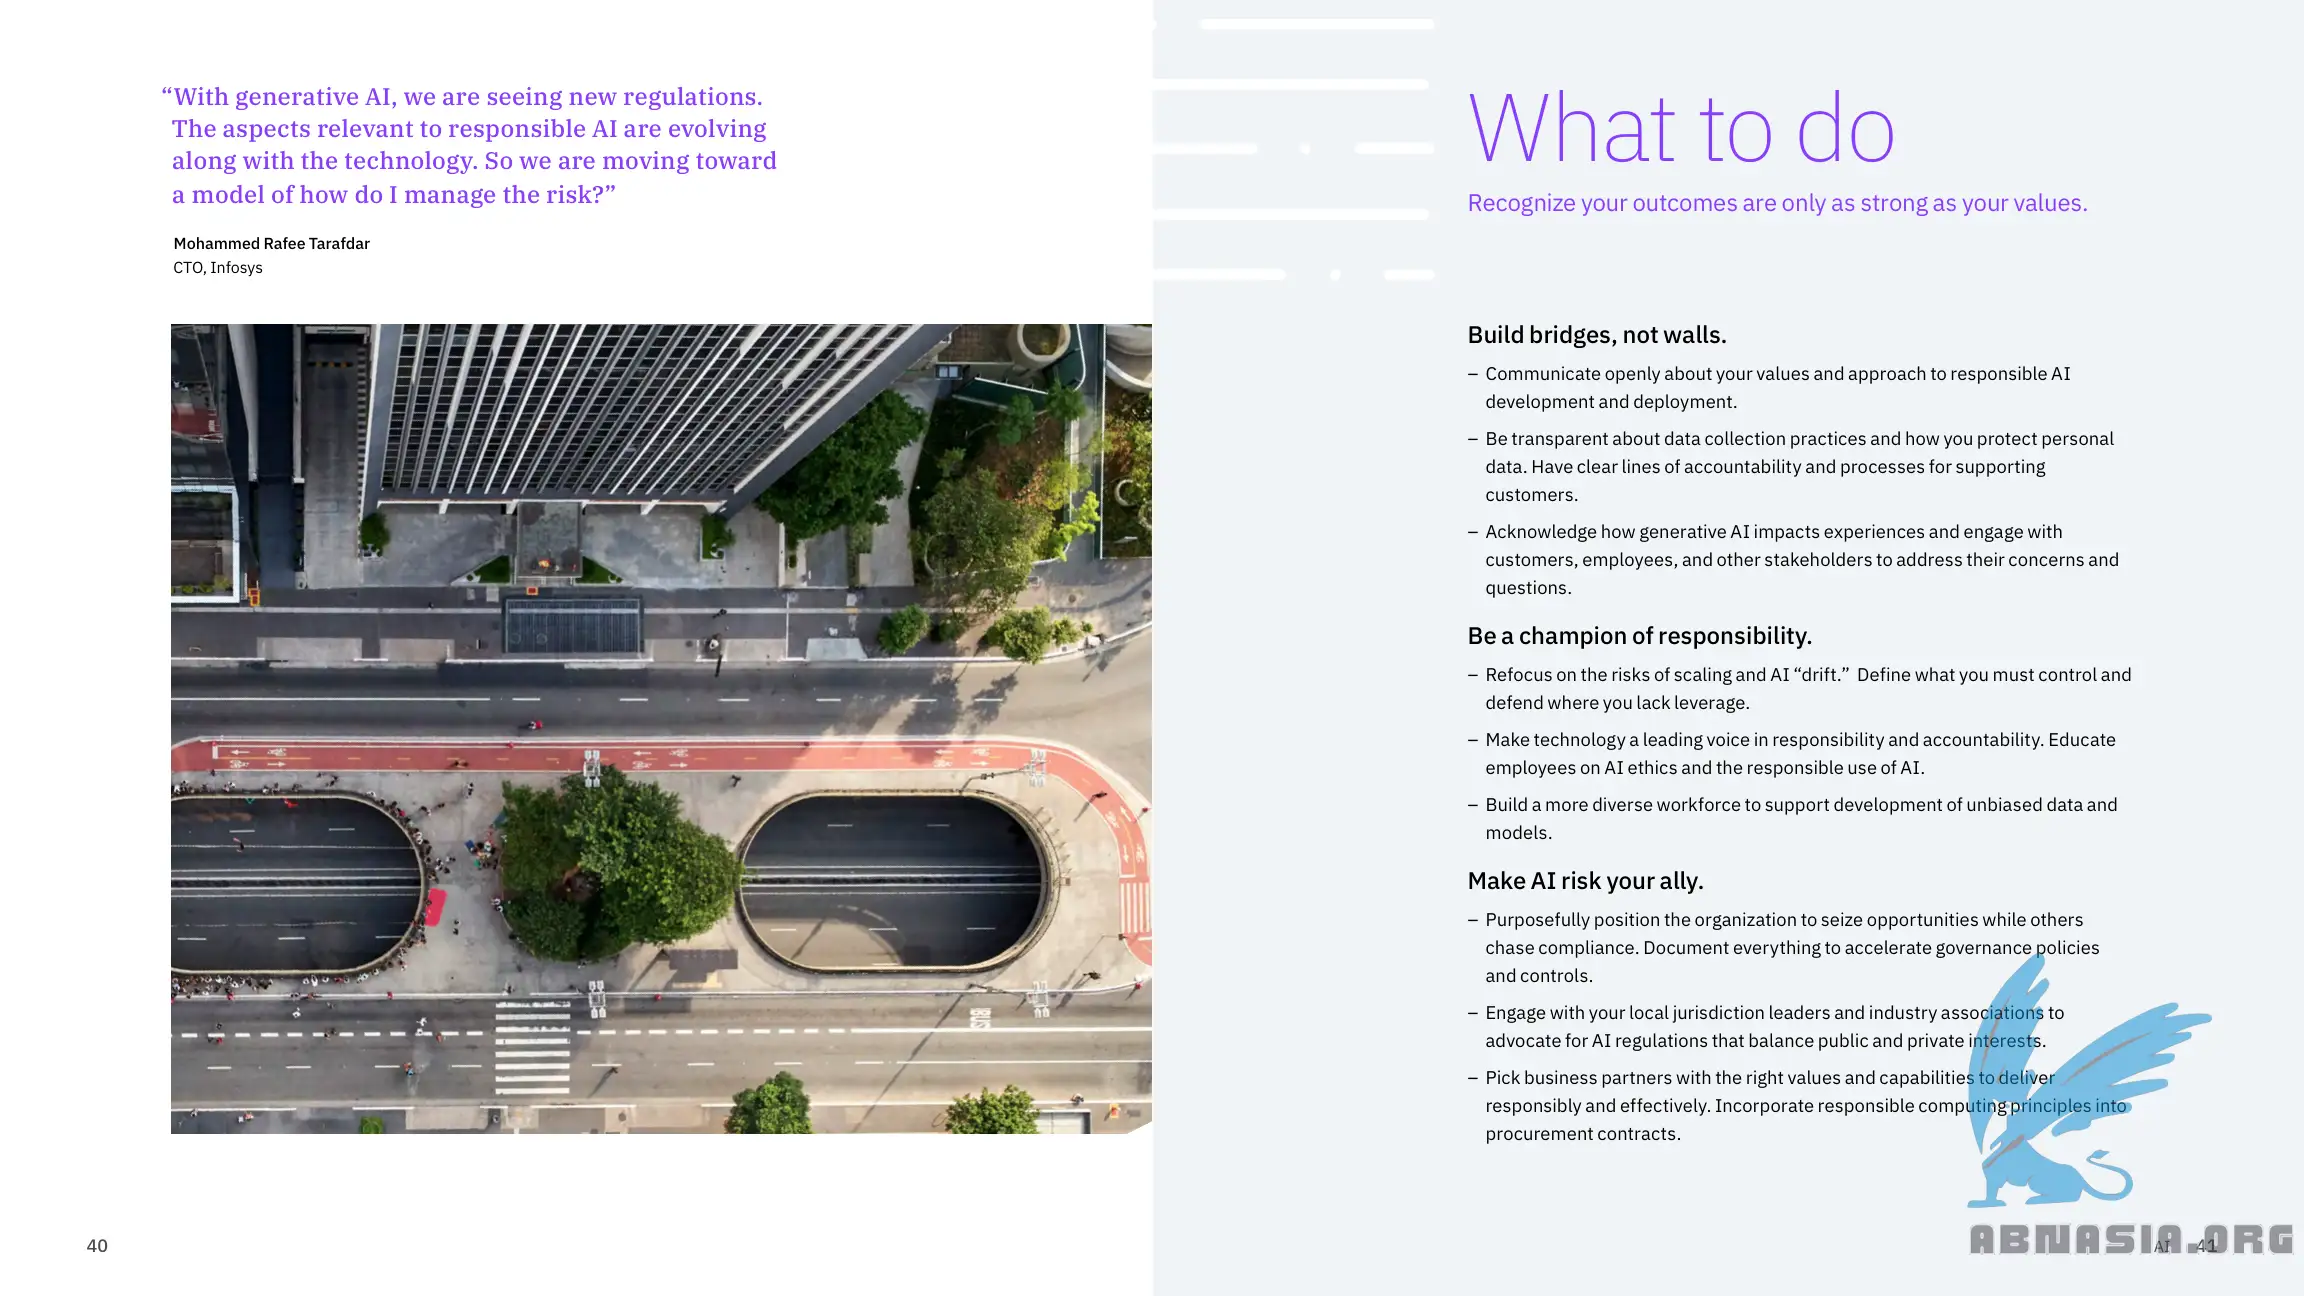 “With generative AI, we are seeing new regulations.
The aspects relevant to responsible AI are evolving
along with the technology. So we are moving toward
a model of how do I manage the risk?”
Mohammed Rafee Tarafdar
CTO, Infosys
BUS
40
What to do
Recognize your outcomes are only as strong as your values.
Build bridges, not walls.
– Communicate openly about your values and approach to responsible AI
development and deployment.
– Be transparent about data collection practices and how you protect personal
data. Have clear lines of accountability and processes for supporting
customers.
– Acknowledge how generative AI impacts experiences and engage with
customers, employees, and other stakeholders to address their concerns and
questions.
Be a champion of responsibility.
– Refocus on the risks of scaling and AI “drift.”  Define what you must control and
defend where you lack leverage.
– Make technology a leading voice in responsibility and accountability. Educate
employees on AI ethics and the responsible use of AI.
– Build a more diverse workforce to support development of unbiased data and
models.
Make AI risk your ally.
– Purposefully position the organization to seize opportunities while others
chase compliance. Document everything to accelerate governance policies
and controls.
– Engage with your local jurisdiction leaders and industry associations to
advocate for AI regulations that balance public and private interests.
– Pick business partners with the right values and capabilities to deliver
responsibly and effectively. Incorporate responsible computing principles into
procurement contracts.
ABNASIA.ORG
AI 41